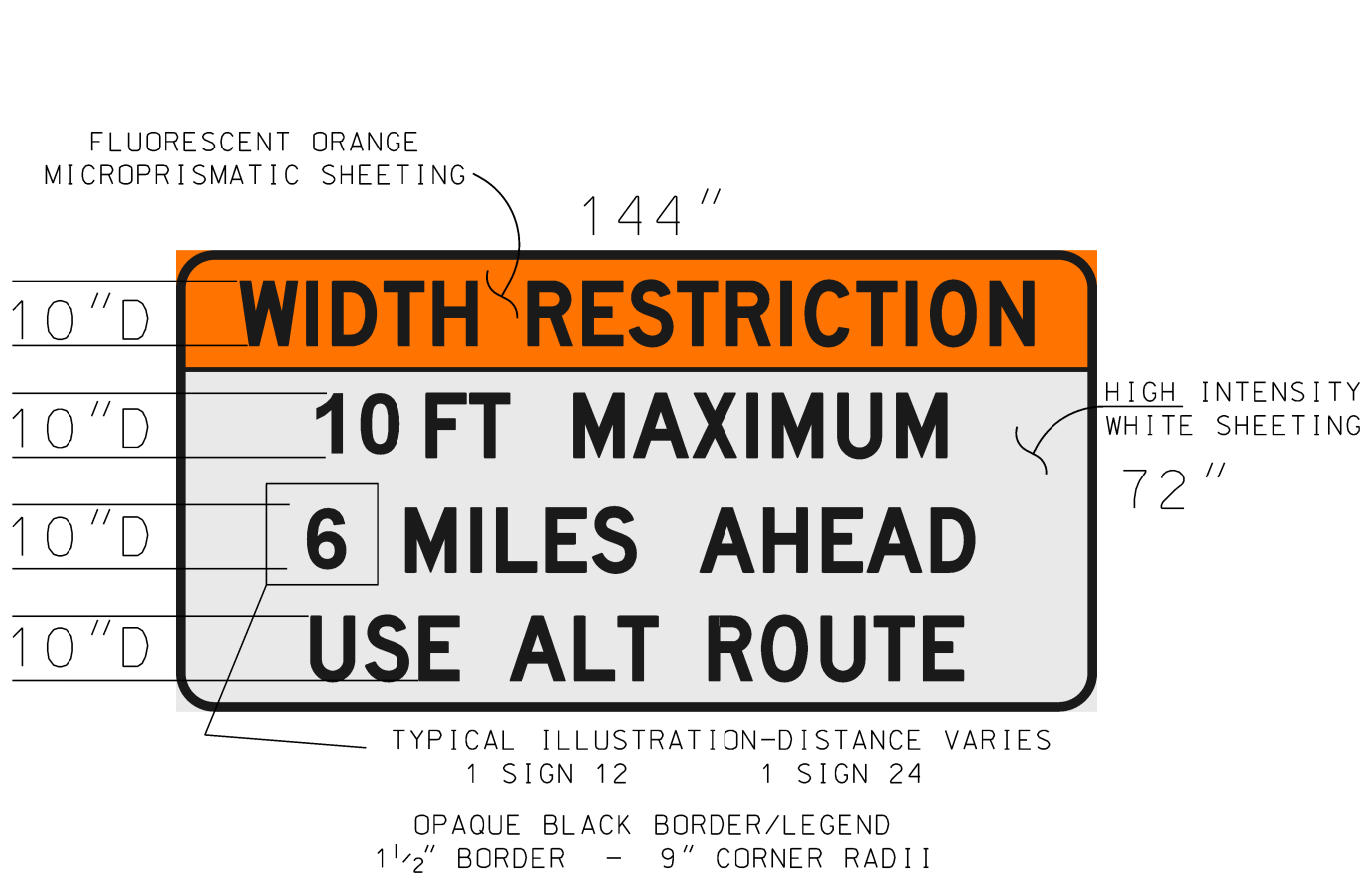 FLUORESCENT ORANGE
MICROPRISMATIC SHEETING
144"
10"D
WIDTH RESTRICTION
10"D
10 FT MAXIMUM
HIGH INTENSITY
WHITE SHEETING
72"
10"D
6 MILES AHEAD
10"D
USE ALT ROUTE
TYPICAL ILLUSTRATION-DISTANCE VARIES
1 SIGN 12 1 SIGN 24
OPAQUE BLACK BORDER/LEGEND
1 1/2" BORDER - 9" CORNER RADII